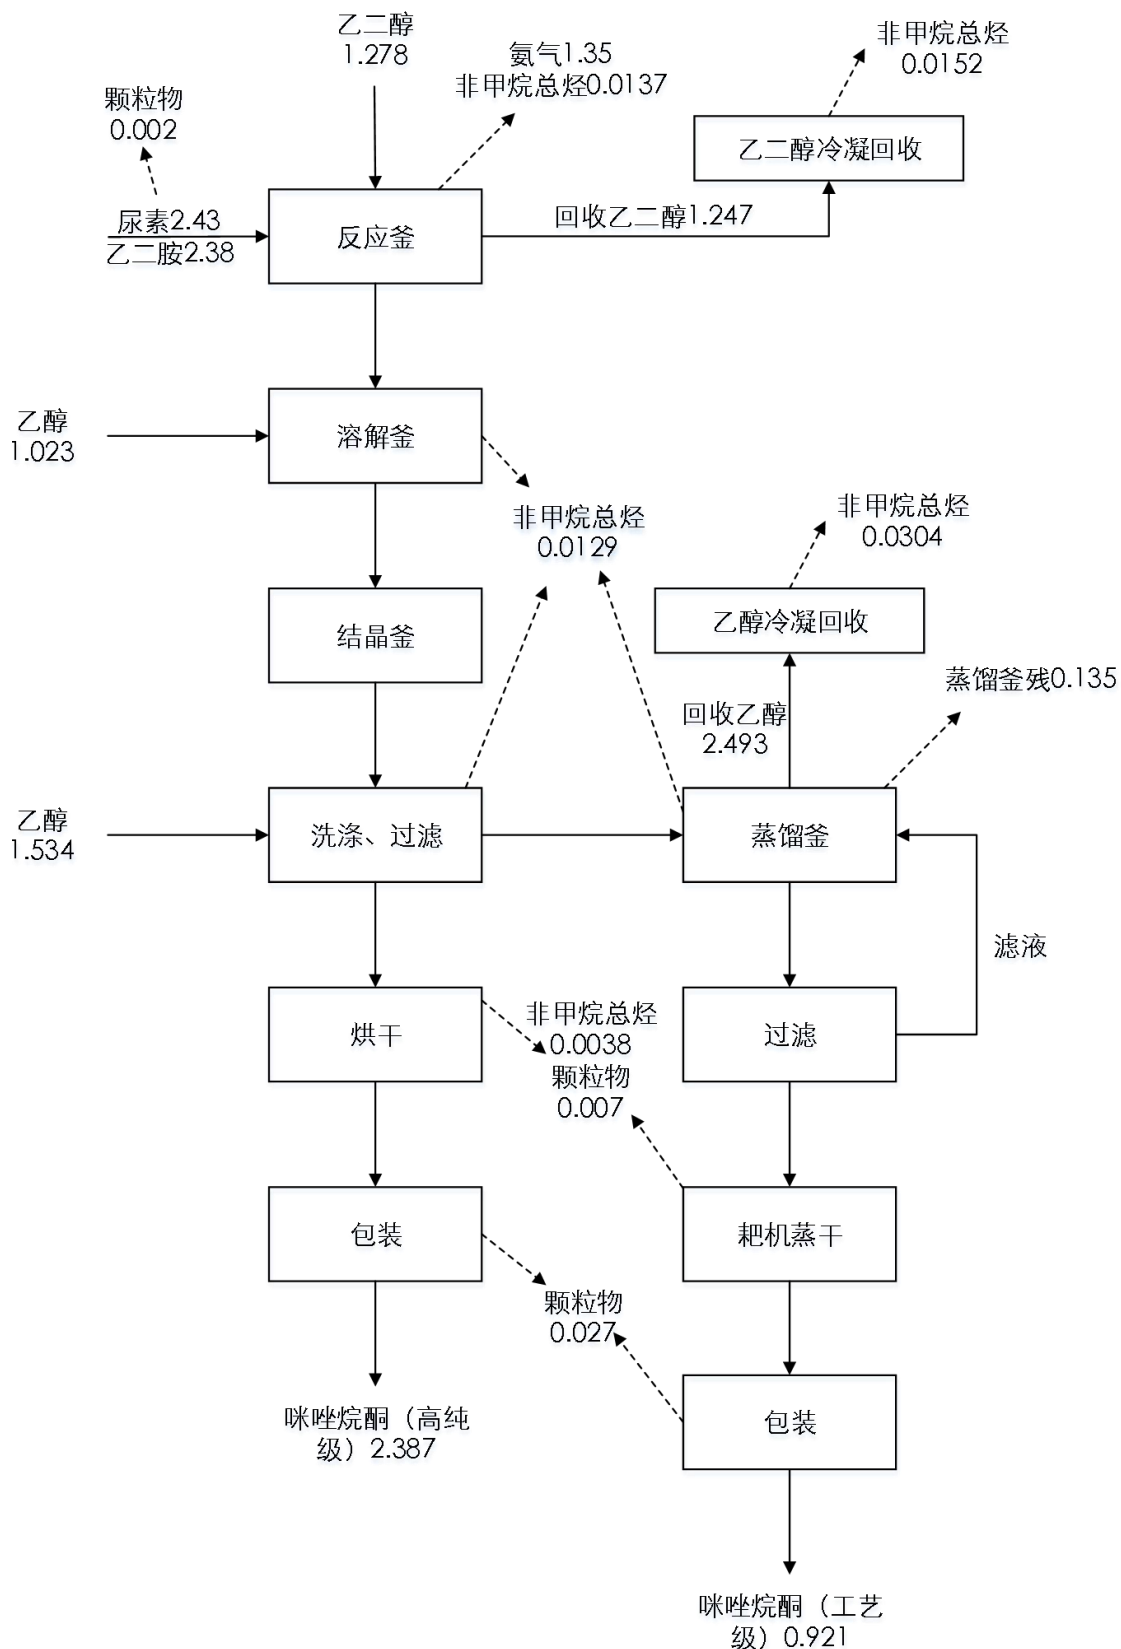 乙二醇
1.278
非甲烷总烃
0.0152
氨气1.35
非甲烷总烃0.0137
颗粒物
0.002
乙二醇冷凝回收
尿素2.43
乙二胺2.38
反应釜
回收乙二醇1.247
乙醇
1.023
溶解釜
非甲烷总烃
0.0129
非甲烷总烃
0.0304
结晶釜
乙醇冷凝回收
蒸馏釜残0.135
回收乙醇
2.493
乙醇
1.534
洗涤、过滤
蒸馏釜
滤液
烘干
非甲烷总烃
0.0038
颗粒物
0.007
过滤
包装
耙机蒸干
颗粒物
0.027
咪唑烷酮（高纯
级）2.387
包装
咪唑烷酮（工艺
级）0.921